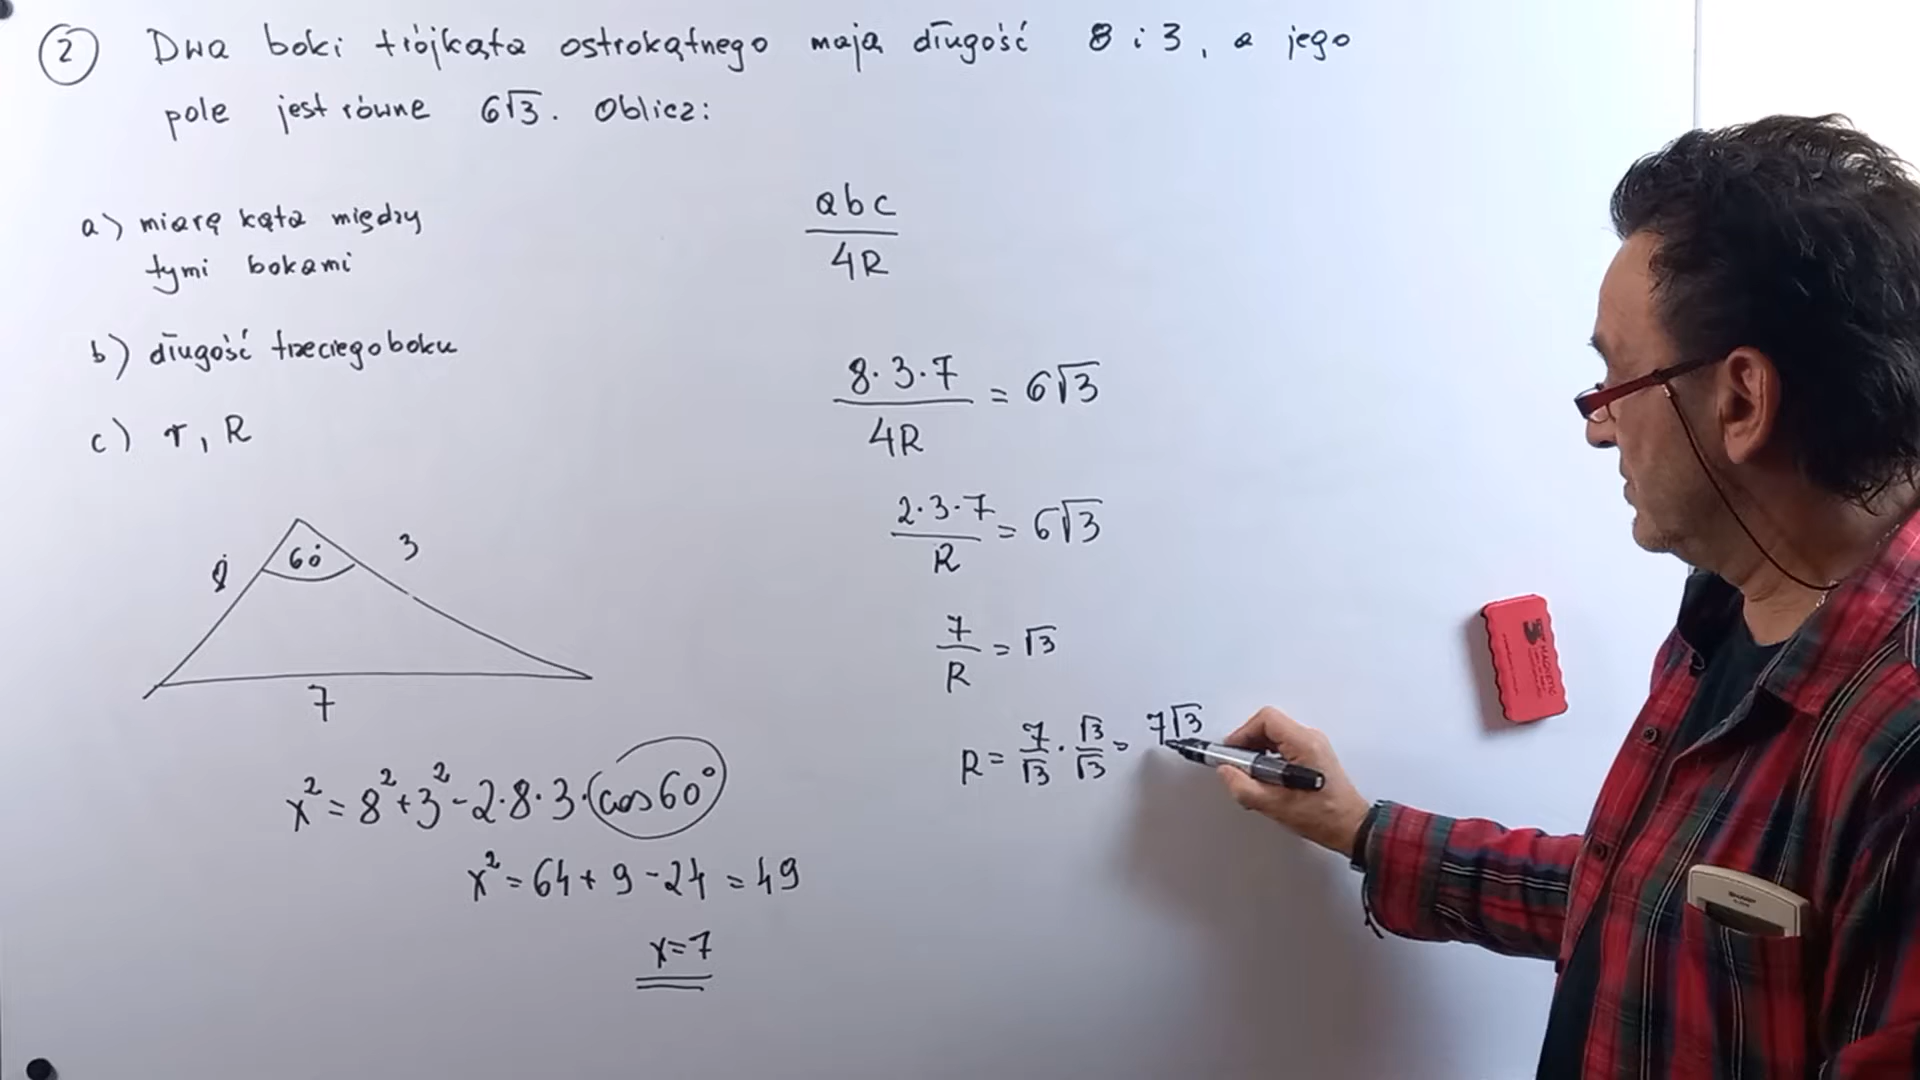 2 Dwa boki trójkąta ostrokątnego mają długość 8 i 3, a jego
pole jest równe 6√3. Oblicz:
a) miarę kąta między
tymi bokami
b) długość trzeciego boku
c) r, R
8 60° 3
7
x² = 8² + 3² - 2·8·3·cos60°
x² = 64 + 9 - 24 = 49
x = 7
abc
4R
8·3·7 = 6√3
4R
2·3·7 = 6√3
R
7 = √3
R
R = 7/√3 · √3/√3 = 7√3
MAGNETIC
SHARP